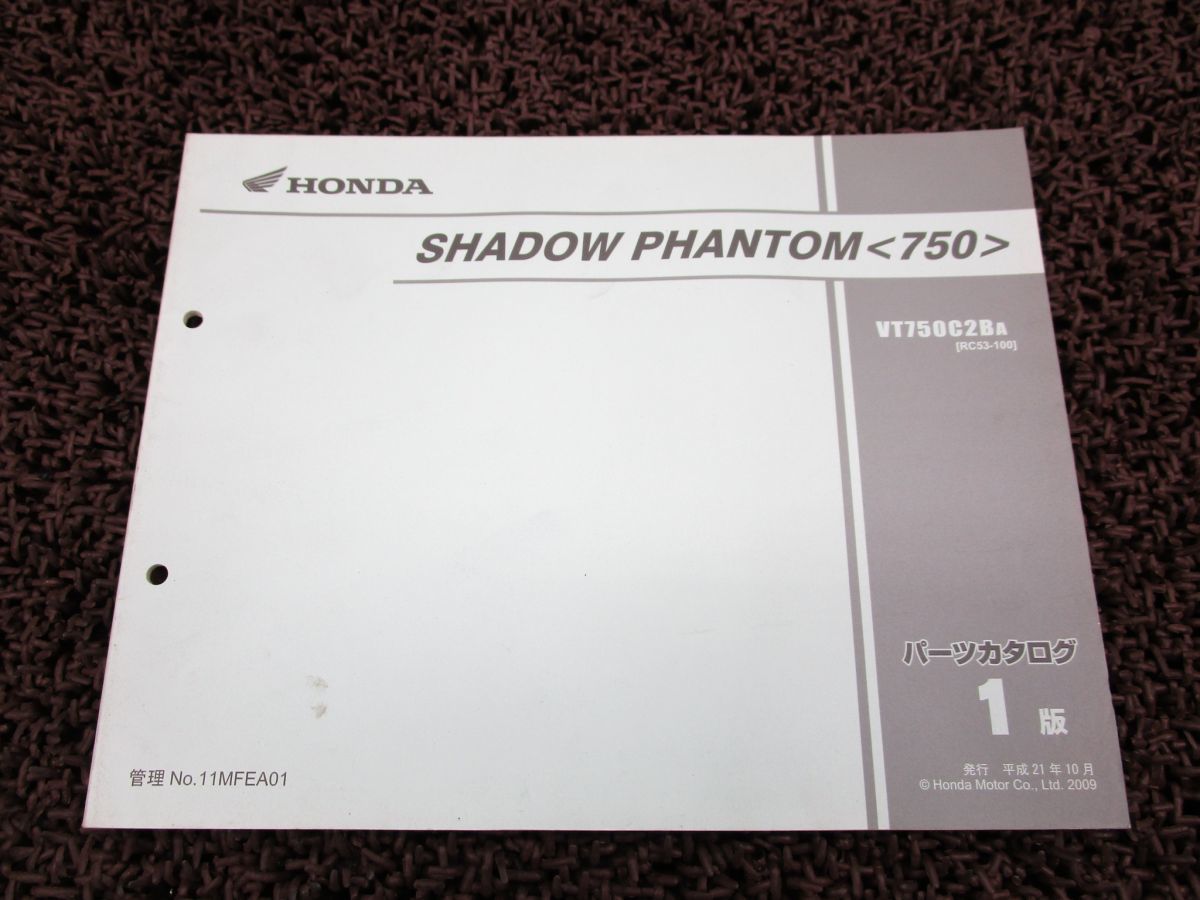 HONDA
SHADOW PHANTOM<750>
VT750C2BA
[RC53-100]
パーツカタログ
1版
管理 No.11MFEA01
発行 平成21年10月
© Honda Motor Co., Ltd. 2009